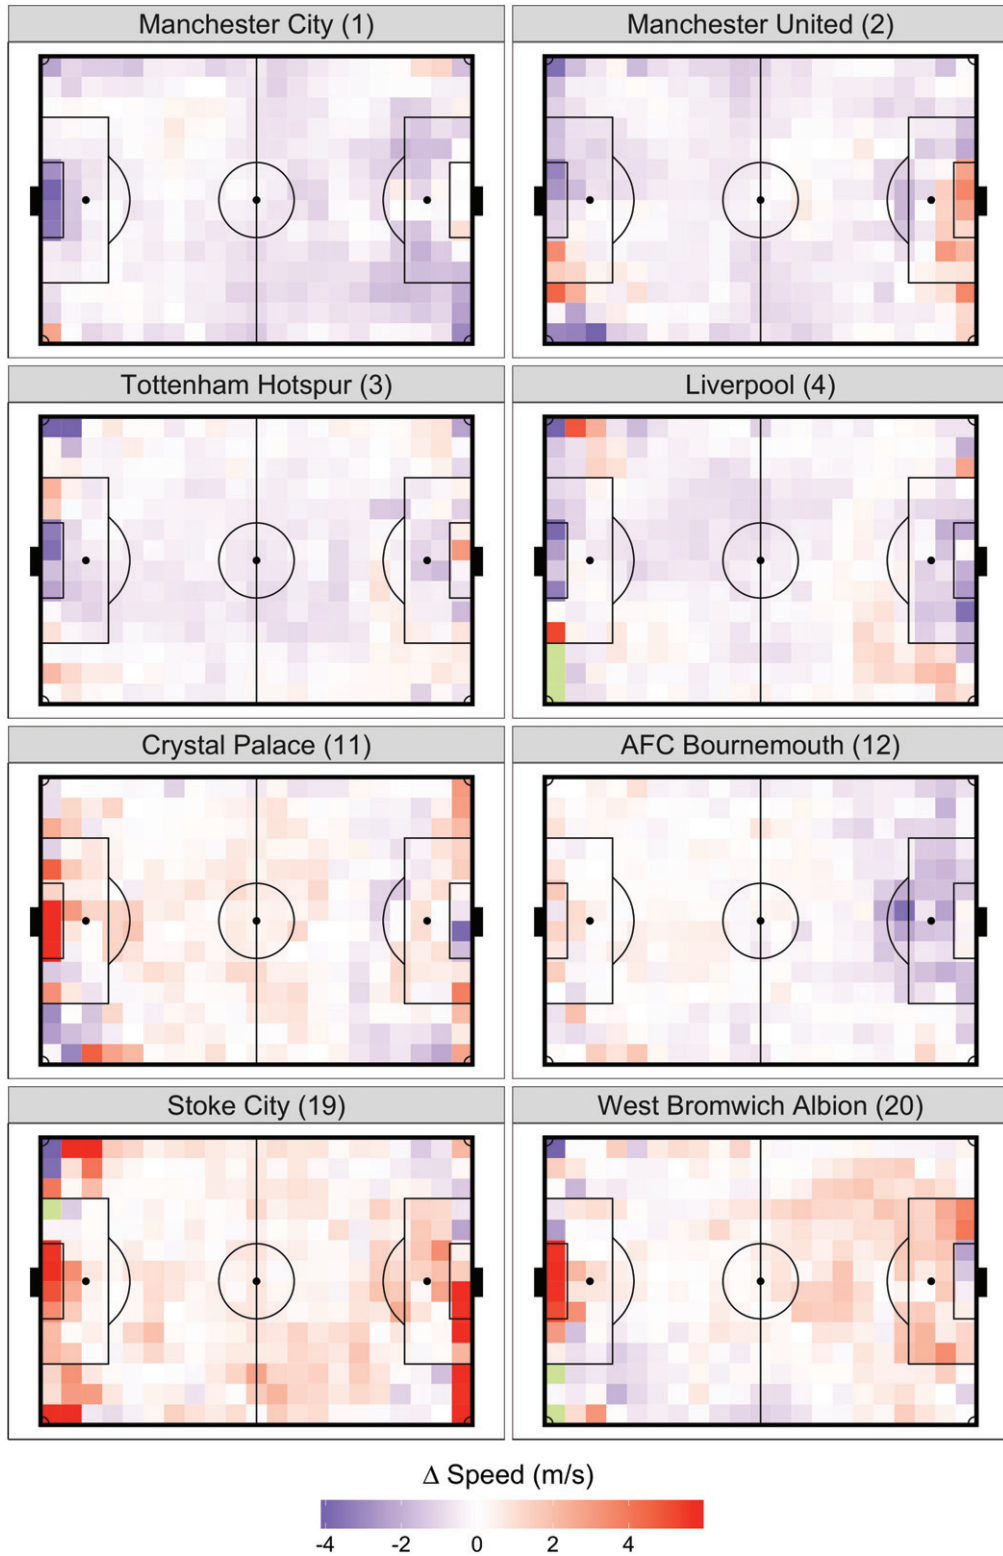 Manchester City (1)
Manchester United (2)
Tottenham Hotspur (3)
Liverpool (4)
Crystal Palace (11)
AFC Bournemouth (12)
Stoke City (19)
West Bromwich Albion (20)
Δ Speed (m/s)
-4 -2 0 2 4